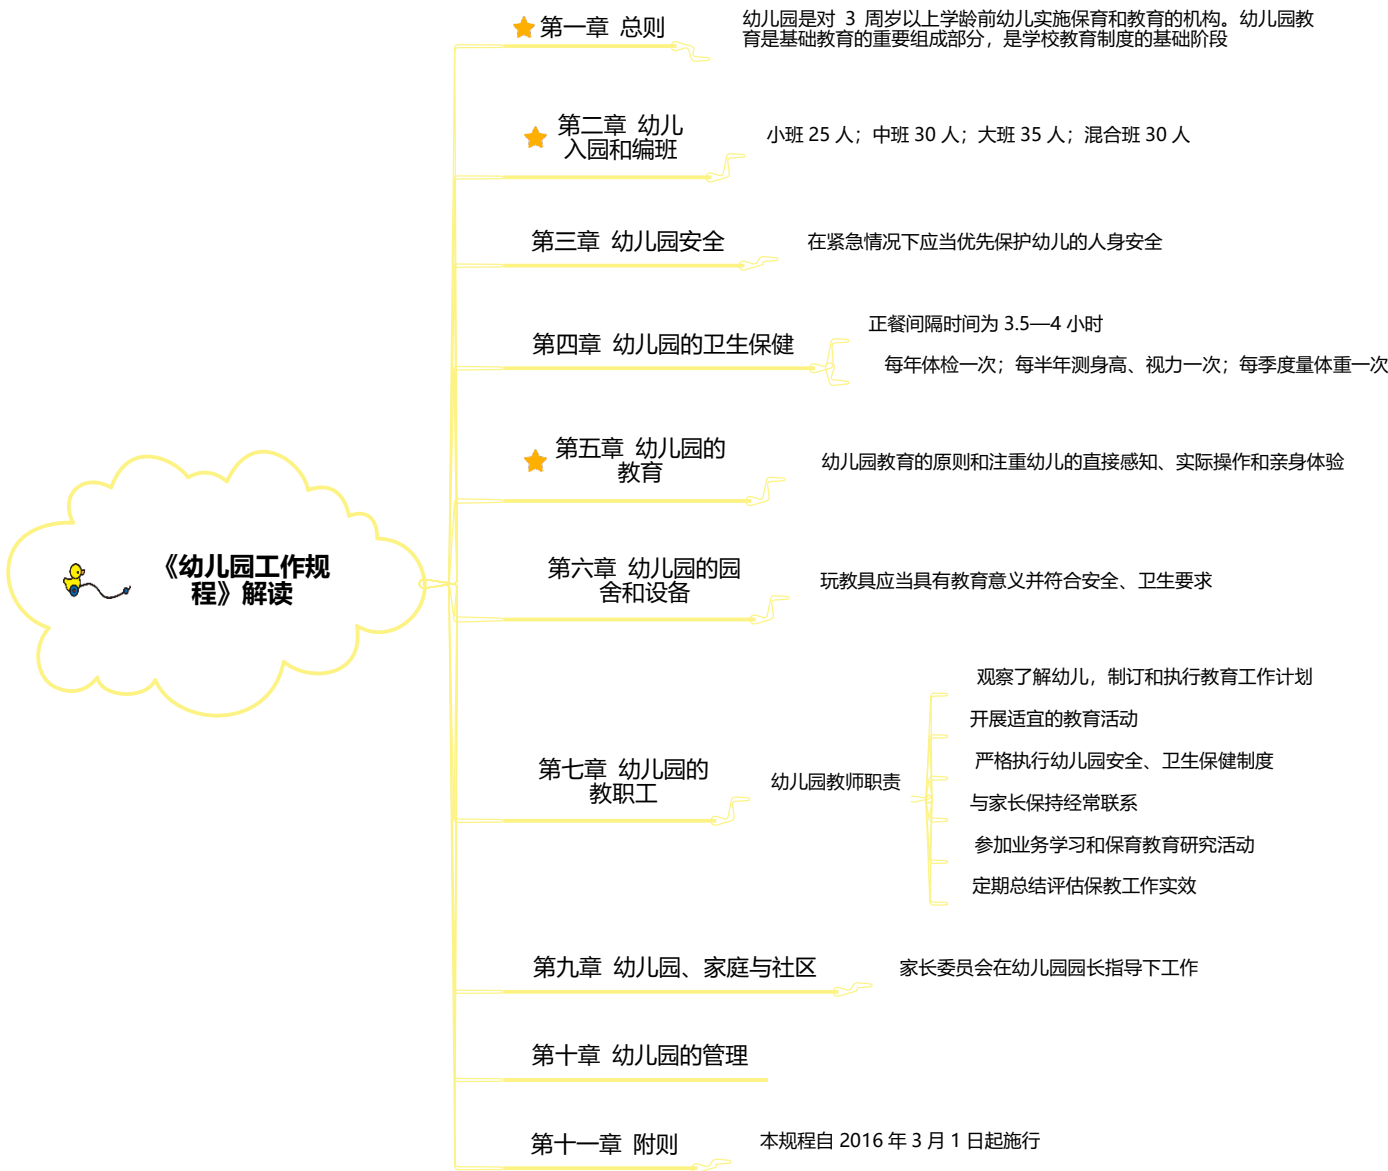 《幼儿园工作规
程》解读
第一章 总则
幼儿园是对 3 周岁以上学龄前幼儿实施保育和教育的机构。幼儿园教
育是基础教育的重要组成部分，是学校教育制度的基础阶段
第二章 幼儿
入园和编班
小班 25 人；中班 30 人；大班 35 人；混合班 30 人
第三章 幼儿园安全
在紧急情况下应当优先保护幼儿的人身安全
第四章 幼儿园的卫生保健
正餐间隔时间为 3.5—4 小时
每年体检一次；每半年测身高、视力一次；每季度量体重一次
第五章 幼儿园的
教育
幼儿园教育的原则和注重幼儿的直接感知、实际操作和亲身体验
第六章 幼儿园的园
舍和设备
玩教具应当具有教育意义并符合安全、卫生要求
第七章 幼儿园的
教职工
幼儿园教师职责
观察了解幼儿，制订和执行教育工作计划
开展适宜的教育活动
严格执行幼儿园安全、卫生保健制度
与家长保持经常联系
参加业务学习和保育教育研究活动
定期总结评估保教工作实效
第九章 幼儿园、家庭与社区
家长委员会在幼儿园园长指导下工作
第十章 幼儿园的管理
第十一章 附则
本规程自 2016 年 3 月 1 日起施行